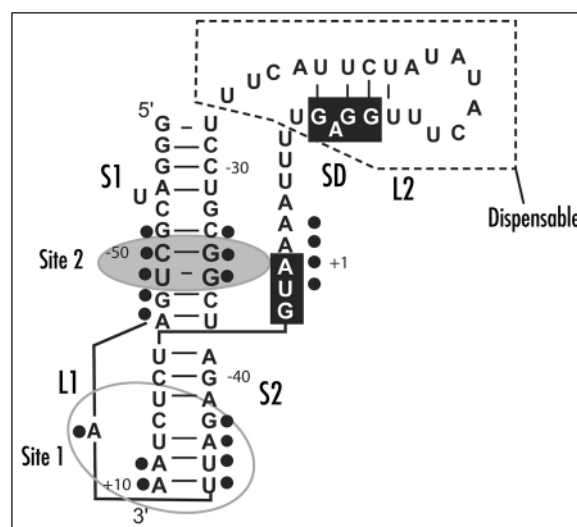 U U C A U U C U A U A U A C U U U G G A G U
5'
G – U
G — C
G — C
A — U
C — G
G — C
C — G
U – G
G — C
A — U
U
S1
-30
-50
Site 2
U
U
U
A
A
A
A
U
G
+1
SD
L2
Dispensable
U — A
C — G
U — A
C — G
U — A
A — U
A — U
-40
S2
L1
A
Site 1
+10
3'